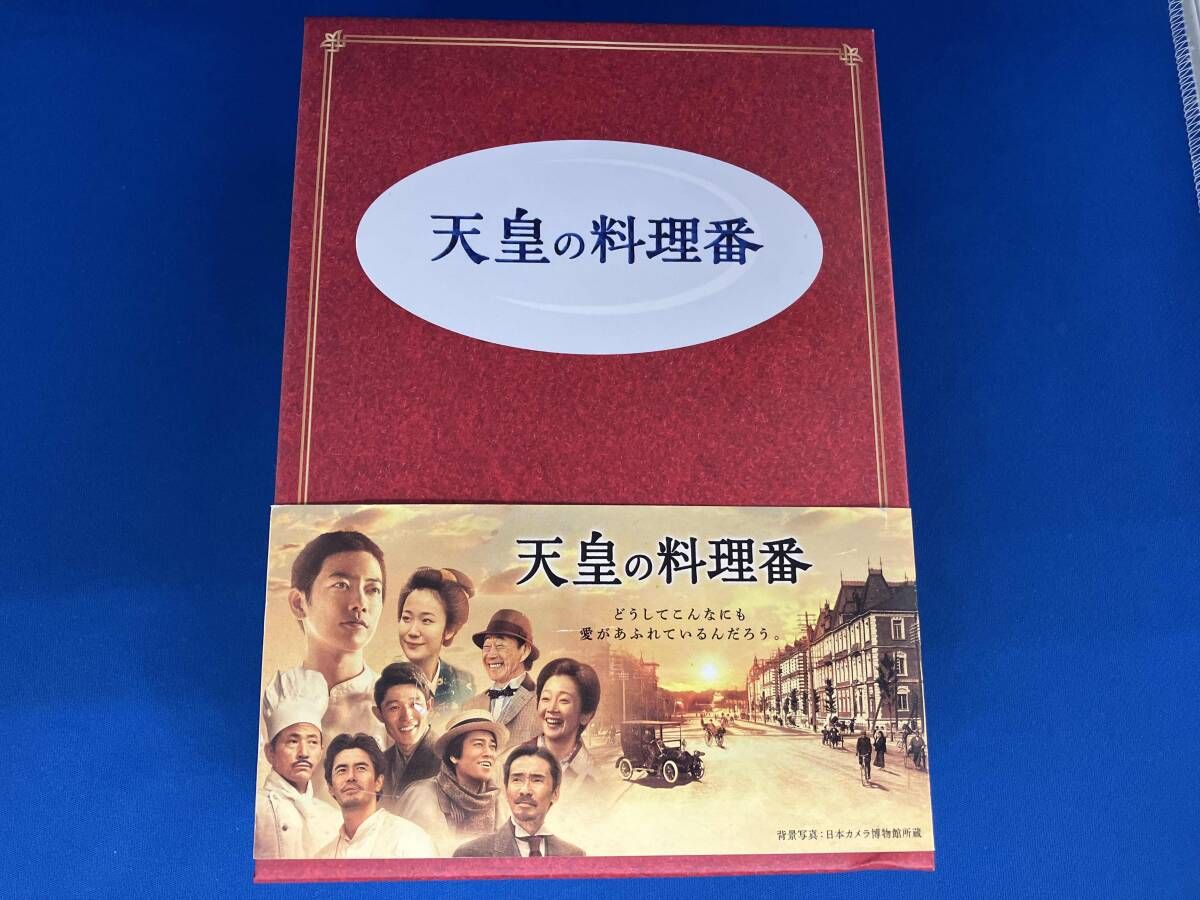 天皇の料理番
天皇の料理番
どうしてこんなにも
愛があふれているんだろう。
背景写真：日本カメラ博物館所蔵